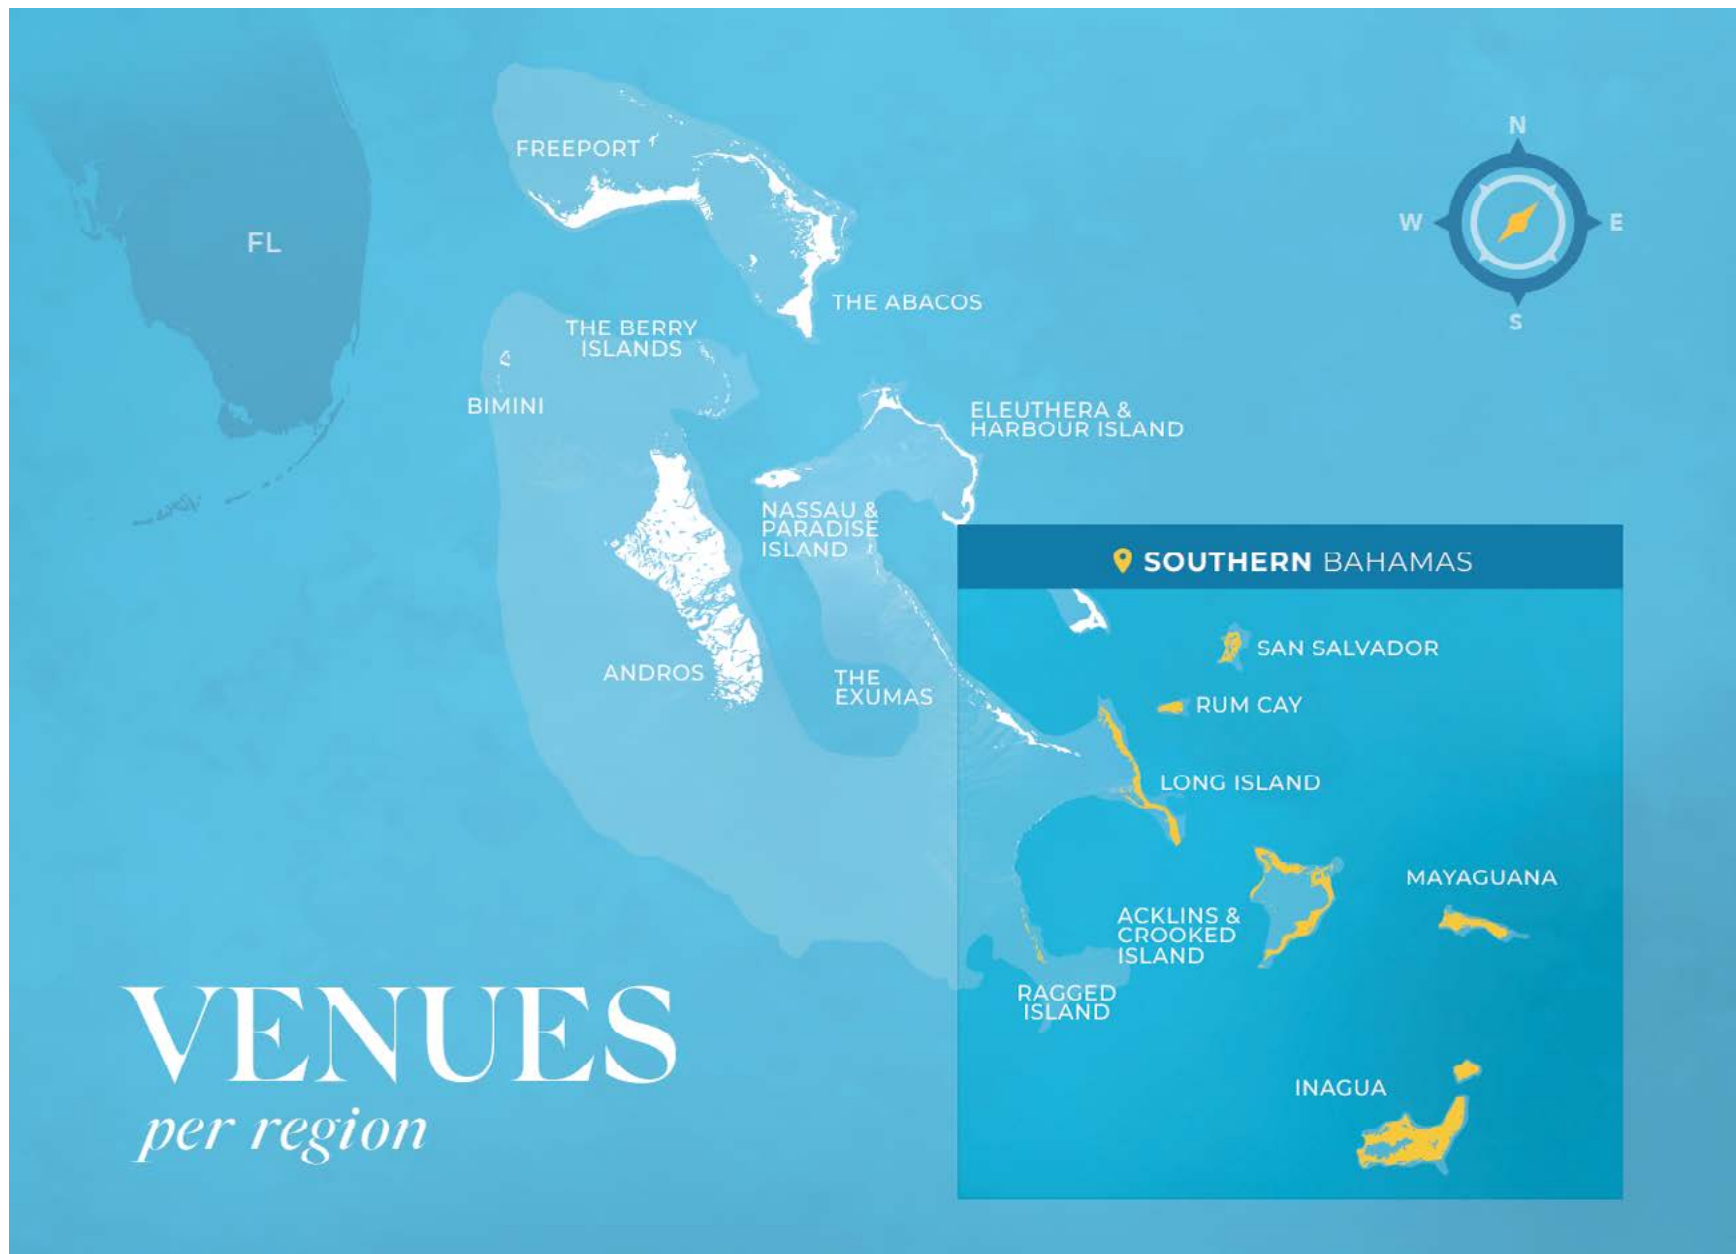 N
FREEPORT
W
E
FL
THE ABACOS
S
THE BERRY
ISLANDS
BIMINI
ELEUTHERA &
HARBOUR ISLAND
NASSAU &
PARADISE
ISLAND
SOUTHERN BAHAMAS
SAN SALVADOR
ANDROS
THE
EXUMAS
RUM CAY
LONG ISLAND
MAYAGUANA
ACKLINS &
CROOKED
ISLAND
RAGGED
ISLAND
INAGUA
VENUES
per region